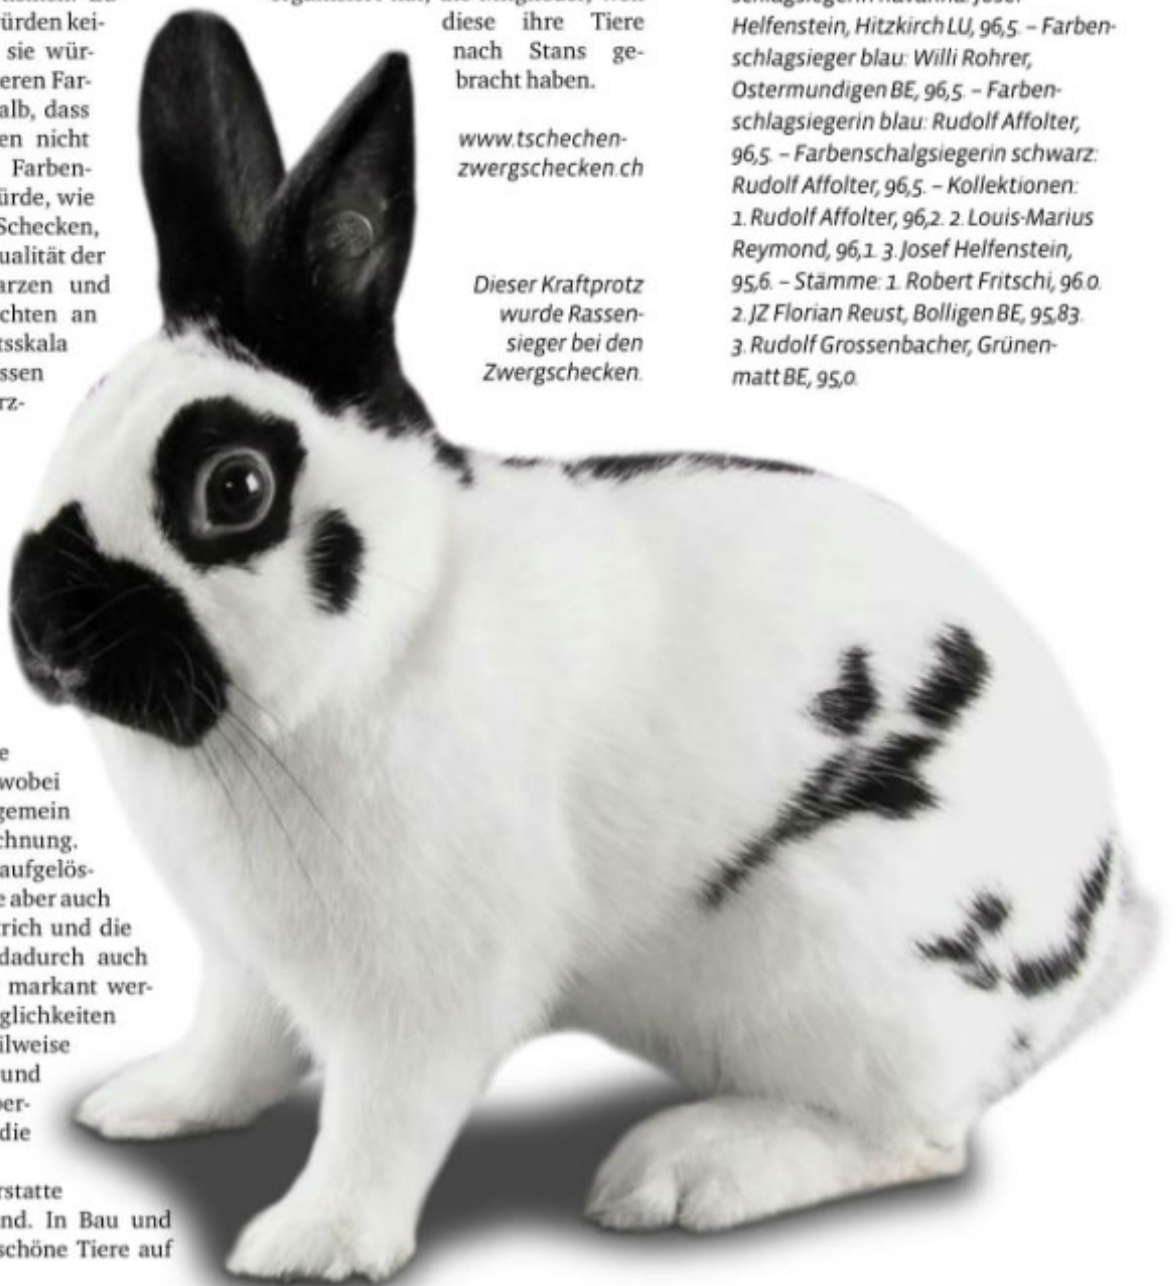 ürden kei-
sie wür-
eren Far-
alb, dass
en nicht
Farben-
ürde, wie
Schecken,
ualität der
arzen und
chten an
tsskala
ssen
rz-
e
wobei
gemein
chnung.
aufgelös-
e aber auch
rich und die
dadurch auch
markant wer-
glichkeiten
ilweise
und
ber-
die
rstatte
nd. In Bau und
schöne Tiere auf
diese ihre Tiere
nach Stans ge-
bracht haben.
www.tschechen-
zwergschecken.ch
Dieser Kraftprotz
wurde Rassen-
sieger bei den
Zwergschecken.
Helfenstein, Hitzkirch LU, 96,5. – Farben-
schlagsieger blau: Willi Rohrer,
Ostermundigen BE, 96,5. – Farben-
schlagsiegerin blau: Rudolf Affolter,
96,5. – Farbenschalgsiegerin schwarz:
Rudolf Affolter, 96,5. – Kollektionen:
1. Rudolf Affolter, 96,2. 2. Louis-Marius
Reymond, 96,1. 3. Josef Helfenstein,
95,6. – Stämme: 1. Robert Fritschi, 96.0.
2. JZ Florian Reust, Bolligen BE, 95,83.
3. Rudolf Grossenbacher, Grünen-
matt BE, 95,0.